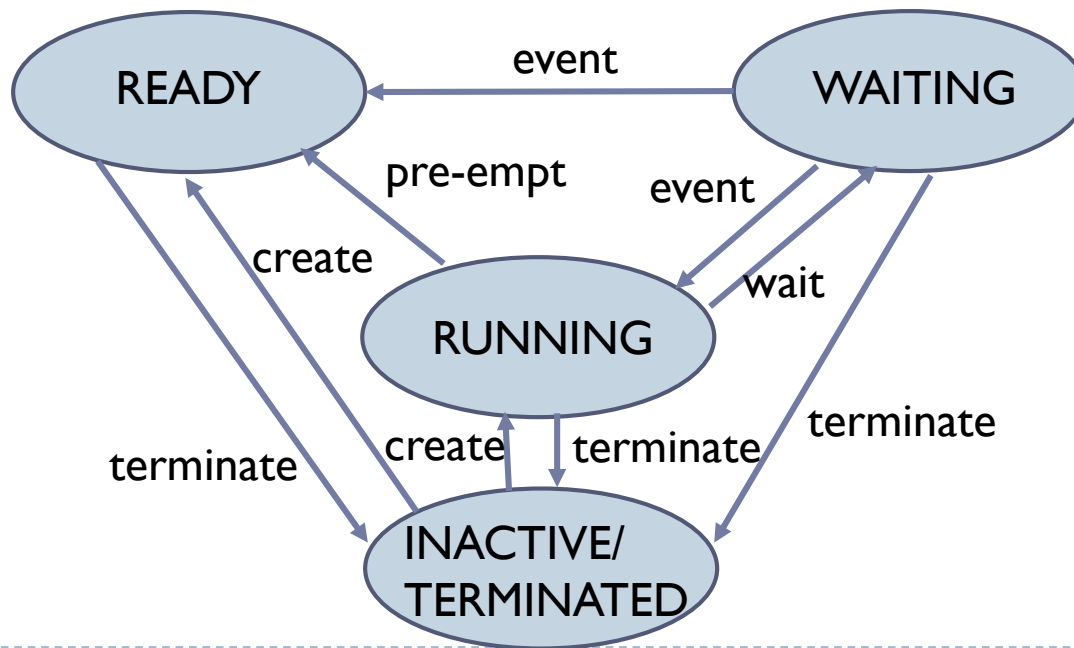 event
READY
WAITING
pre-empt
event
create
wait
RUNNING
terminate
create
terminate
terminate
INACTIVE/
TERMINATED